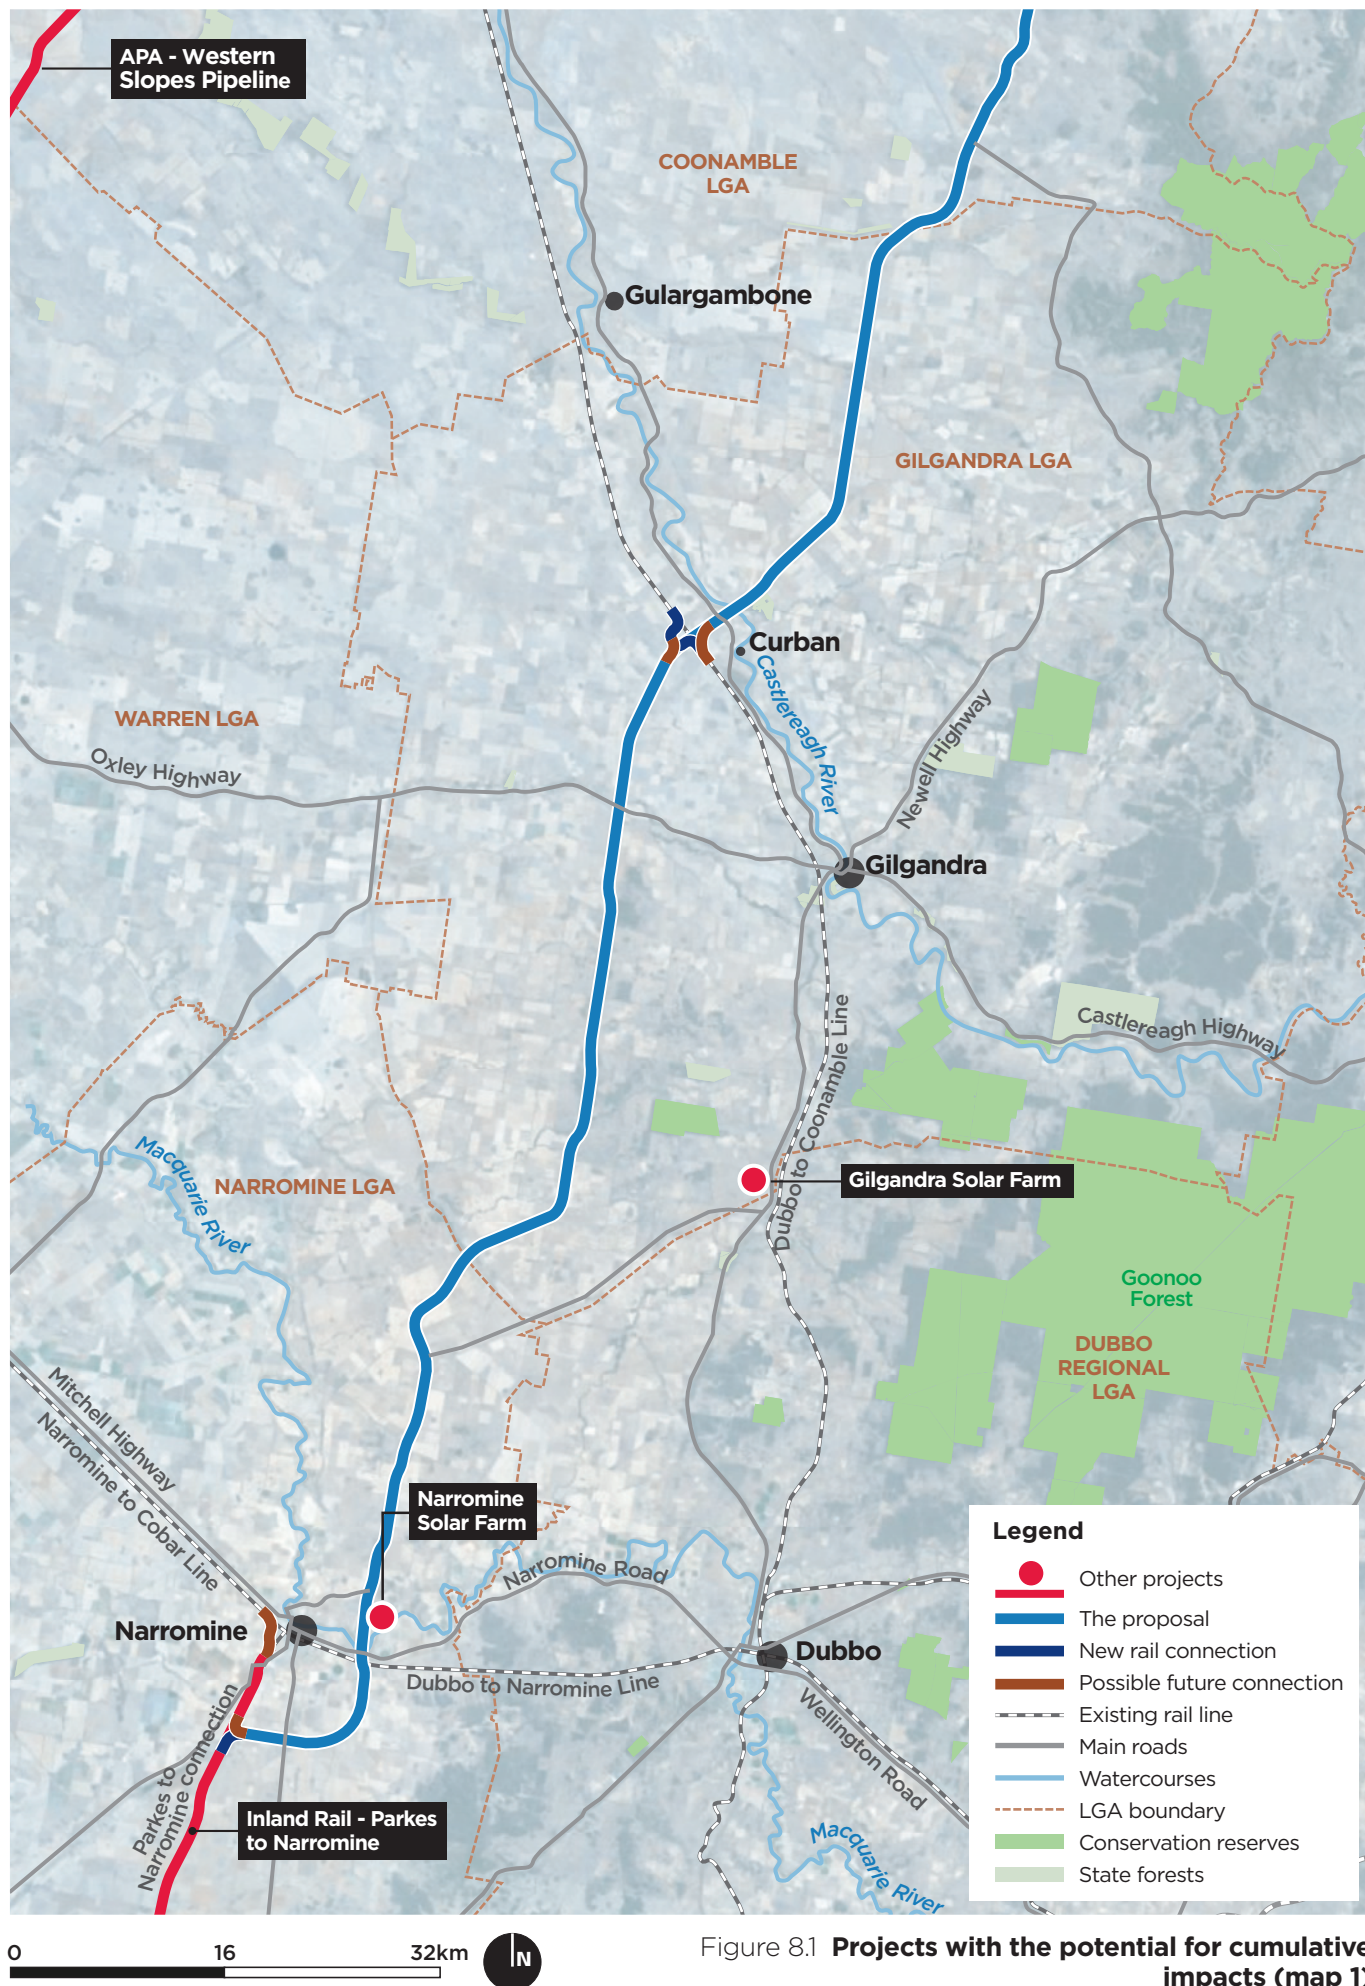 APA - Western
Slopes Pipeline
COONAMBLE
LGA
Gulargambone
GILGANDRA LGA
Curban
Castlereagh River
WARREN LGA
Oxley Highway
Newell Highway
Gilgandra
Castlereagh Highway
Dubbo to Coonamble Line
Macquarie River
NARROMINE LGA
Gilgandra Solar Farm
Goonoo
Forest
DUBBO
REGIONAL
LGA
Mitchell Highway
Narromine to Cobar Line
Narromine
Solar Farm
Narromine Road
Narromine
Dubbo
Dubbo to Narromine Line
Wellington Road
Parkes to
Narromine connection
Inland Rail - Parkes
to Narromine
Macquarie River
Legend
Other projects
The proposal
New rail connection
Possible future connection
Existing rail line
Main roads
Watercourses
LGA boundary
Conservation reserves
State forests
0 16 32km
N
Figure 8.1 Projects with the potential for cumulative
impacts (map 1)